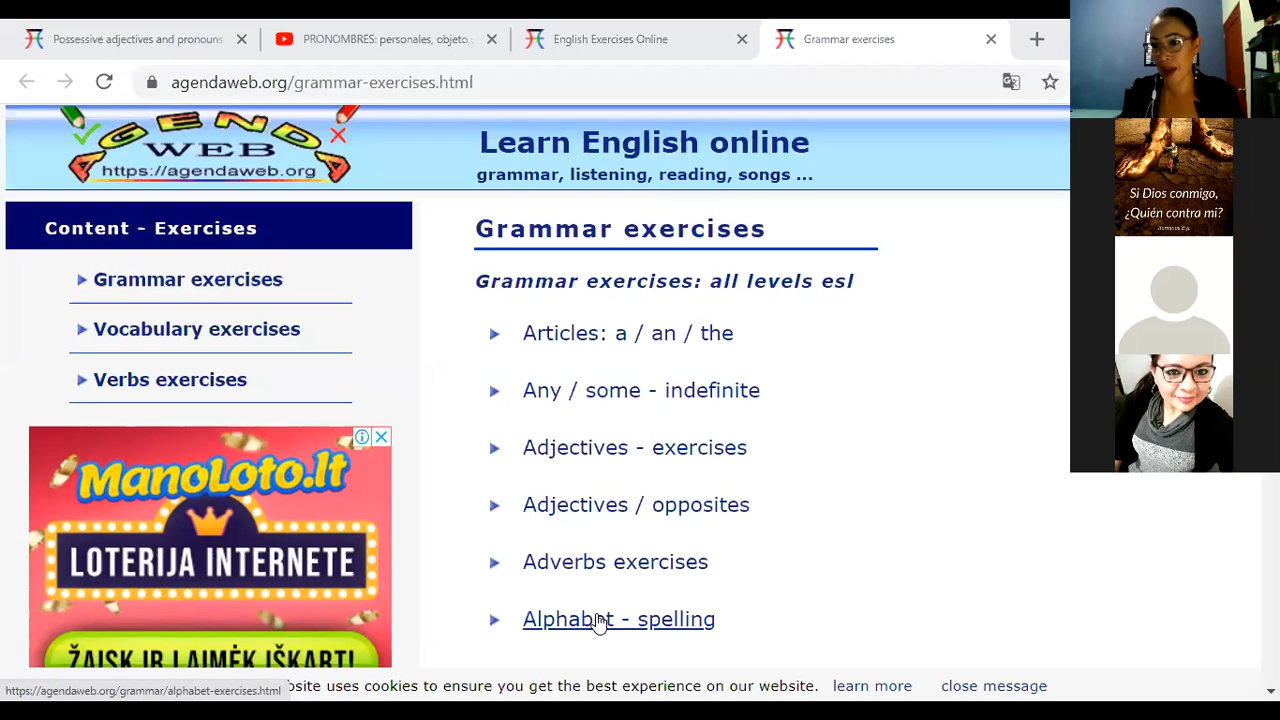 Possessive adjectives and pronouns
PRONOMBRES: personales, objeto,
English Exercises Online
Grammar exercises
agendaweb.org/grammar-exercises.html
AGENDA
WEB
https://agendaweb.org
Learn English online
grammar, listening, reading, songs ...
Content - Exercises
Grammar exercises
Vocabulary exercises
Verbs exercises
ManoLoto.lt
LOTERIJA INTERNETE
ŽAISK IR LAIMĖK IŠKART!
Grammar exercises
Grammar exercises: all levels esl
Articles: a / an / the
Any / some - indefinite
Adjectives - exercises
Adjectives / opposites
Adverbs exercises
Alphabet - spelling
https://agendaweb.org/grammar/alphabet-exercises.html
bsite uses cookies to ensure you get the best experience on our website. learn more close message
Si Dios conmigo,
¿Quién contra mi?